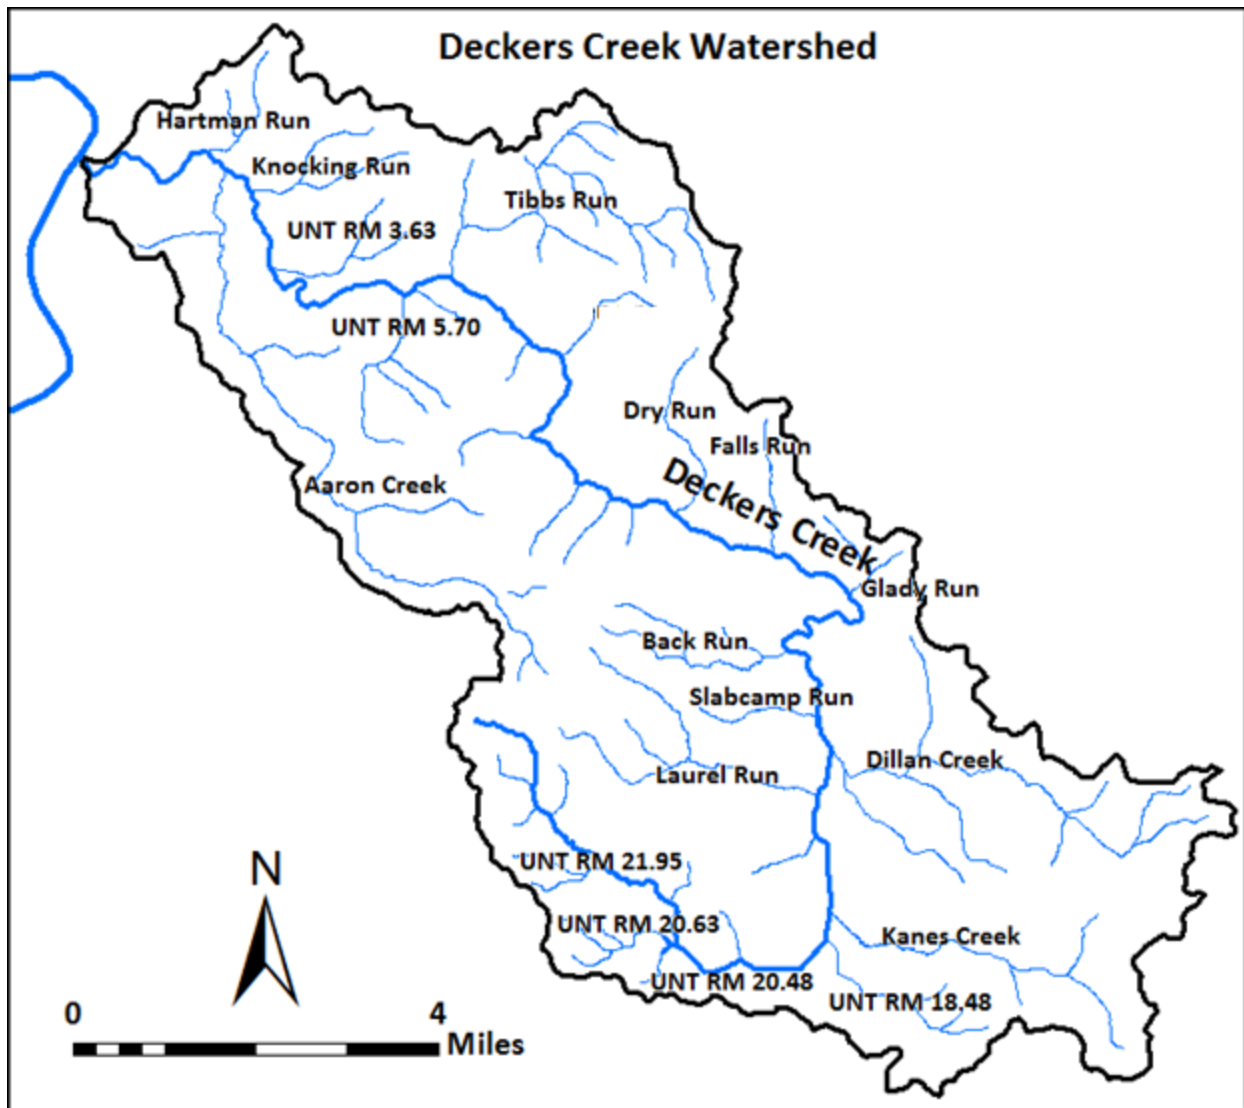 Deckers Creek Watershed
Hartman Run
Knocking Run
Tibbs Run
UNT RM 3.63
UNT RM 5.70
Dry Run
Falls Run
Deckers Creek
Aaron Creek
Glady Run
Back Run
Slabcamp Run
Dillan Creek
Laurel Run
UNT RM 21.95
UNT RM 20.63
Kanes Creek
UNT RM 20.48
UNT RM 18.48
N
0 4
Miles